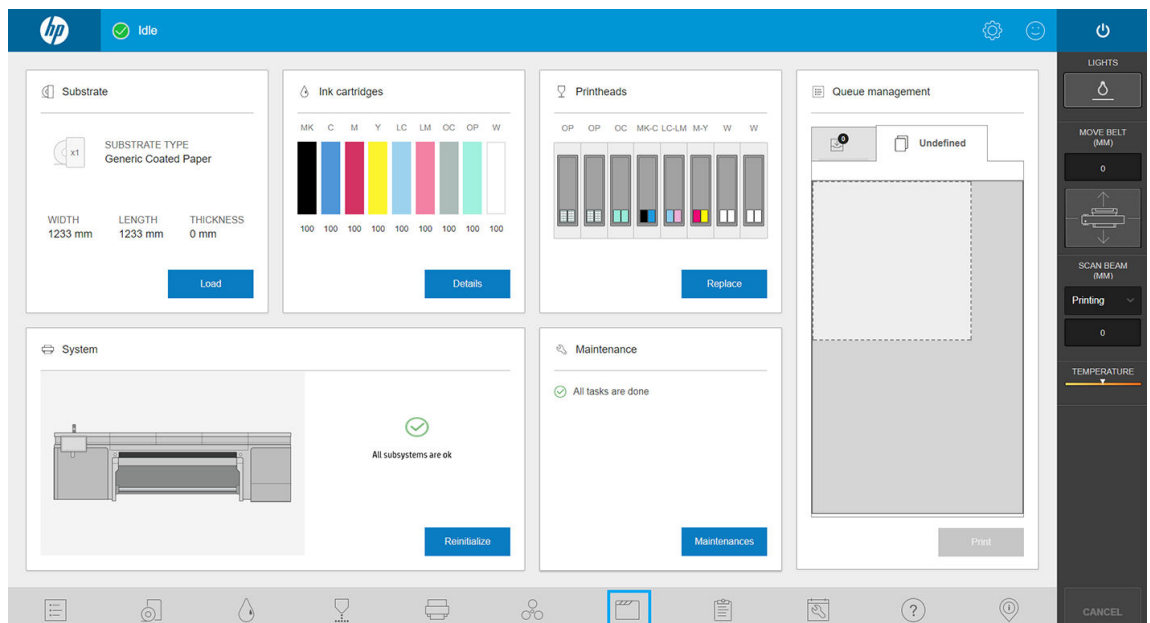 hp
Idle
Substrate
x1
SUBSTRATE TYPE
Generic Coated Paper
WIDTH LENGTH THICKNESS
1233 mm 1233 mm 0 mm
Load
Ink cartridges
MK C M Y LC LM OC OP W
100 100 100 100 100 100 100 100 100
Details
Printheads
OP OP OC MK-C LC-LM M-Y W W
Replace
Queue management
0
Undefined
Print
System
All subsystems are ok
Reinitialize
Maintenance
All tasks are done
Maintenances
LIGHTS
MOVE BELT
(MM)
0
SCAN BEAM
(MM)
Printing
0
TEMPERATURE
CANCEL
?